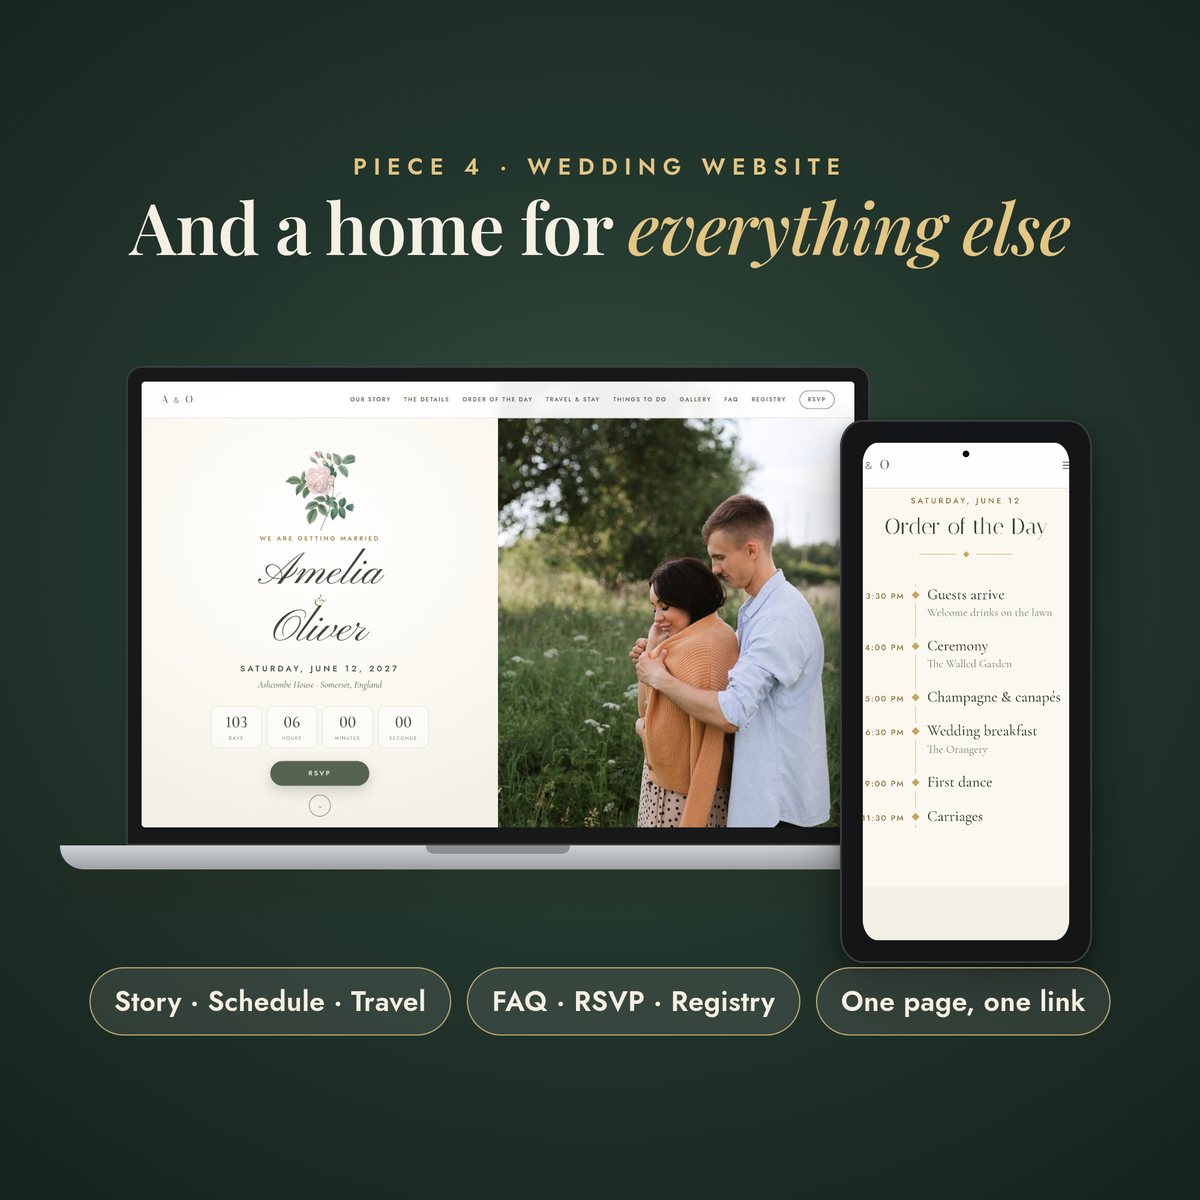 PIECE 4 · WEDDING WEBSITE
And a home for everything else
A & O
OUR STORY THE DETAILS ORDER OF THE DAY TRAVEL & STAY THINGS TO DO GALLERY FAQ REGISTRY RSVP
WE ARE GETTING MARRIED
Amelia
&
Oliver
SATURDAY, JUNE 12, 2027
Ashcombe House · Somerset, England
103 06 00 00
DAYS HOURS MINUTES SECONDS
RSVP
& O
SATURDAY, JUNE 12
Order of the Day
3:30 PM Guests arrive
Welcome drinks on the lawn
4:00 PM Ceremony
The Walled Garden
5:00 PM Champagne & canapés
6:30 PM Wedding breakfast
The Orangery
9:00 PM First dance
11:30 PM Carriages
Story · Schedule · Travel
FAQ · RSVP · Registry
One page, one link